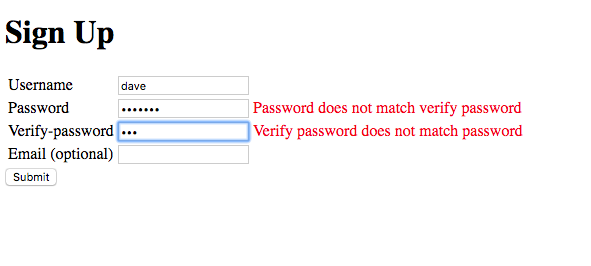 Sign Up
Username dave
Password ••••••• Password does not match verify password
Verify-password ••• Verify password does not match password
Email (optional)
Submit